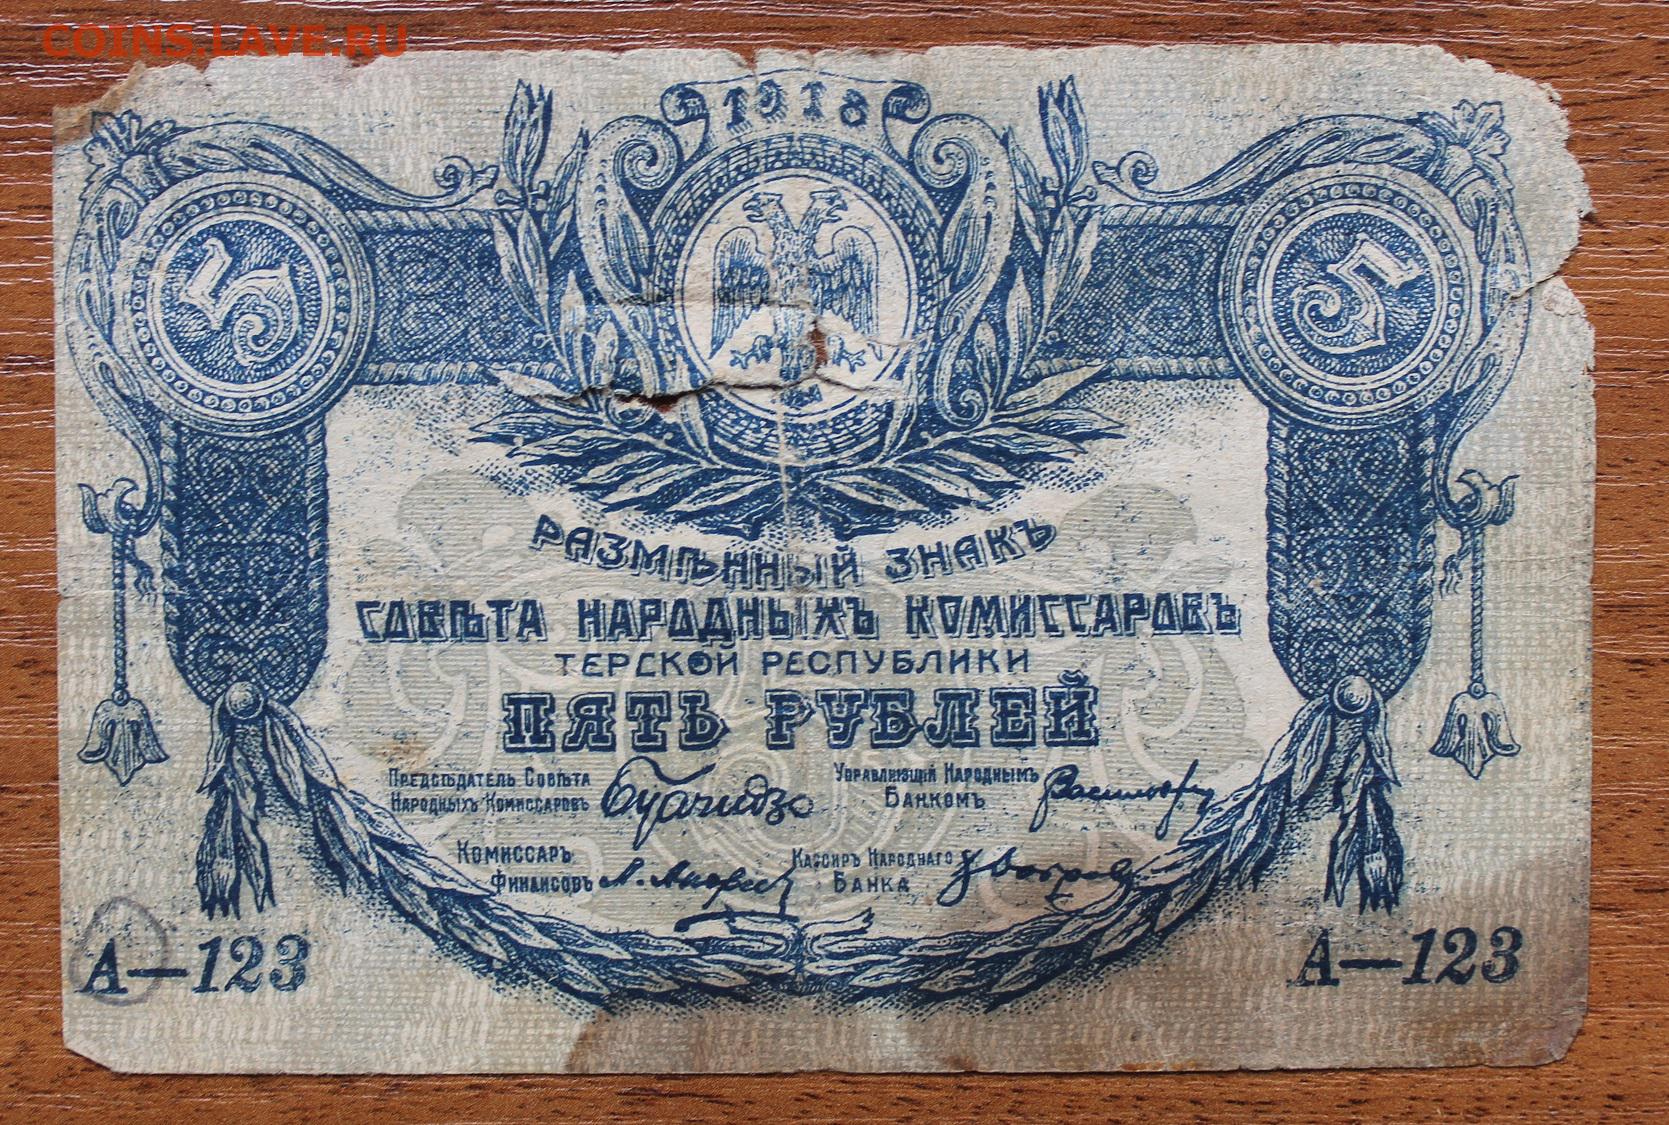 COINS.LAVE.RU
1918
5
5
РАЗМѢННЫЙ ЗНАКЪ
СОВѢТА НАРОДНЫХЪ КОМИССАРОВЪ
ТЕРСКОЙ РЕСПУБЛИКИ
ПЯТЬ РУБЛЕЙ
ПРЕДСѢДАТЕЛЬ СОВѢТА
НАРОДНЫХЪ КОМИССАРОВЪ
Буачидзе
УПРАВЛЯЮЩІЙ НАРОДНЫМЪ
БАНКОМЪ
КОМИССАРЪ
ФИНАНСОВЪ
КАССИРЪ НАРОДНАГО
БАНКА
А—123
А—123